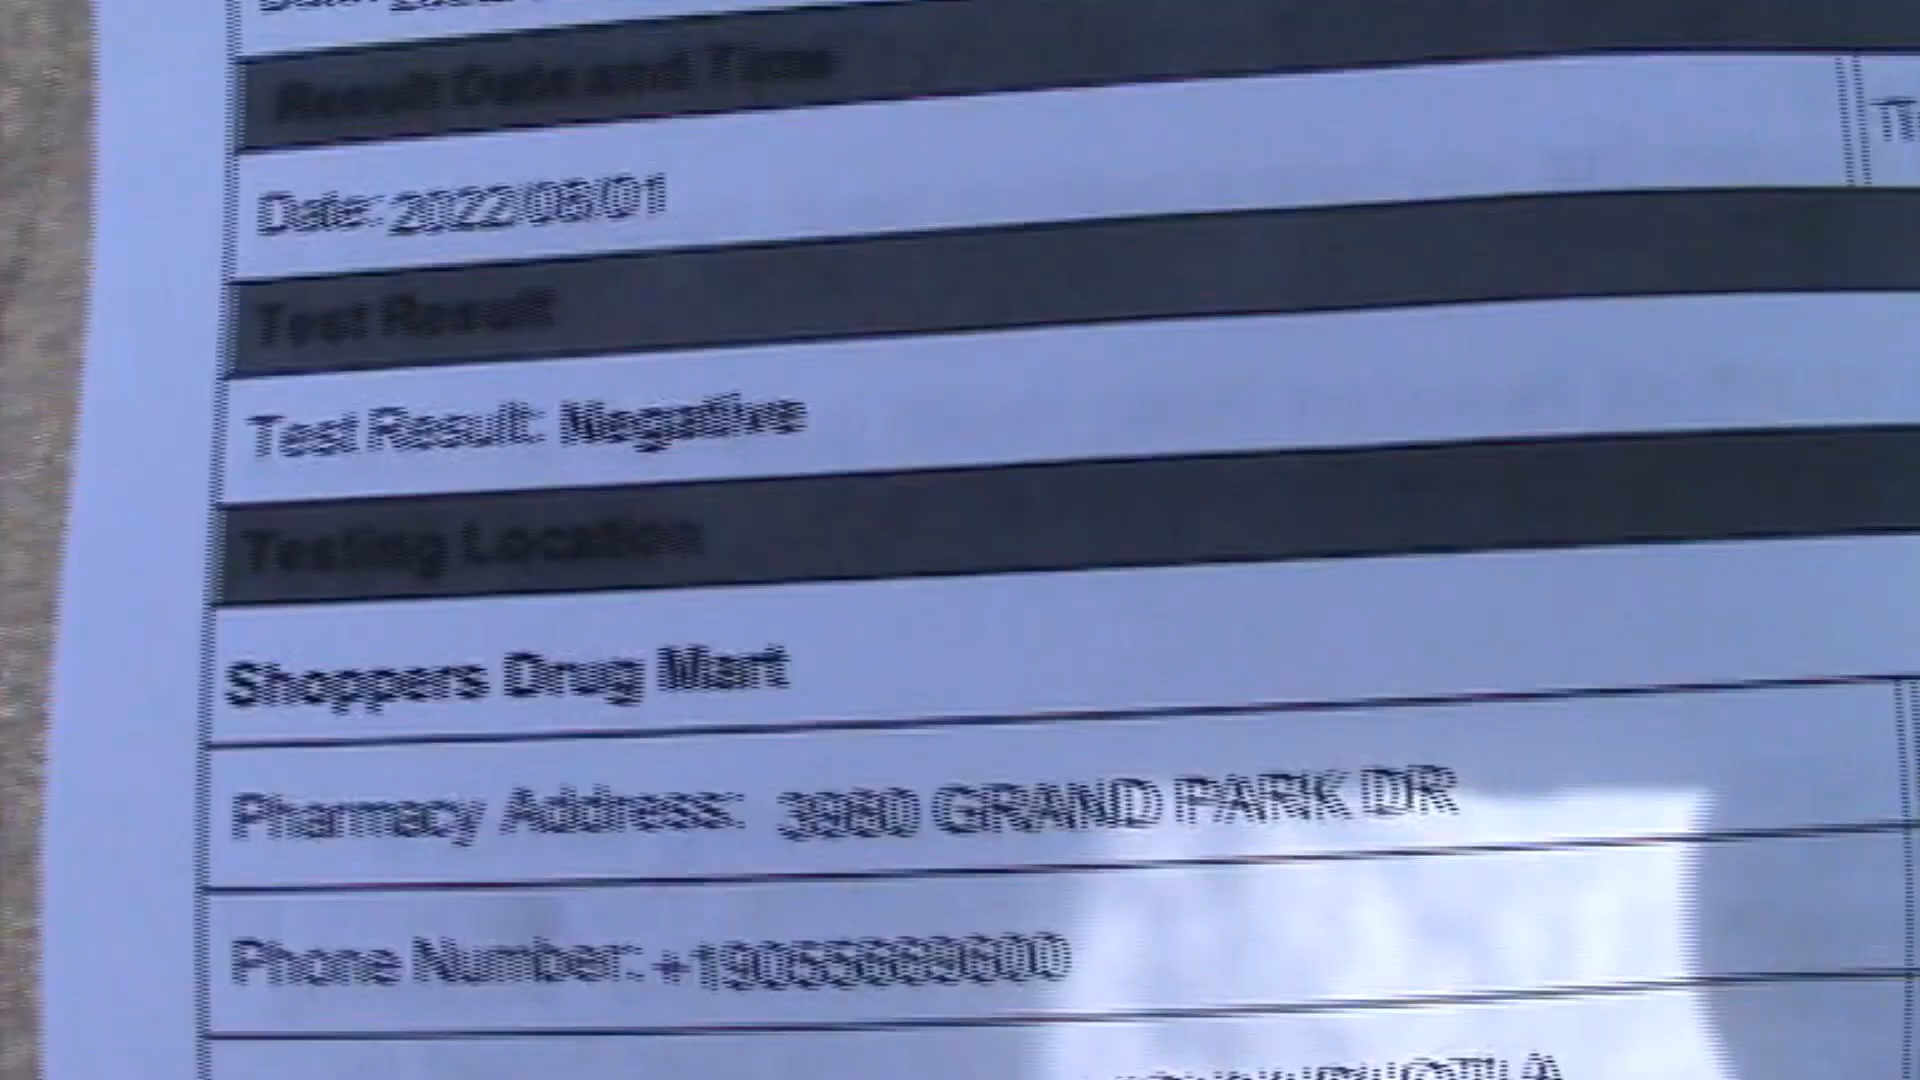 Result Date and Time
Date: 2022/08/01
Test Result
Test Result: Negative
Testing Location
Shoppers Drug Mart
Pharmacy Address: 3980 GRAND PARK DR
Phone Number: